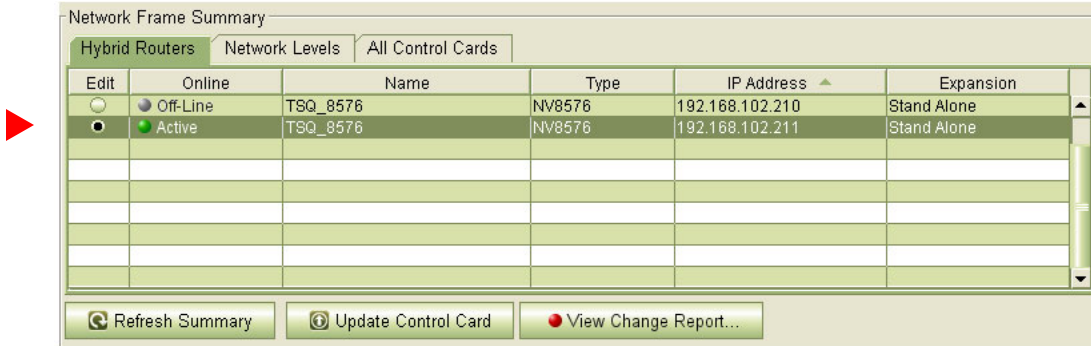 Network Frame Summary
Hybrid Routers Network Levels All Control Cards
Edit Online Name Type IP Address Expansion
Off-Line TSQ_8576 NV8576 192.168.102.210 Stand Alone
Active TSQ_8576 NV8576 192.168.102.211 Stand Alone
Refresh Summary Update Control Card View Change Report...